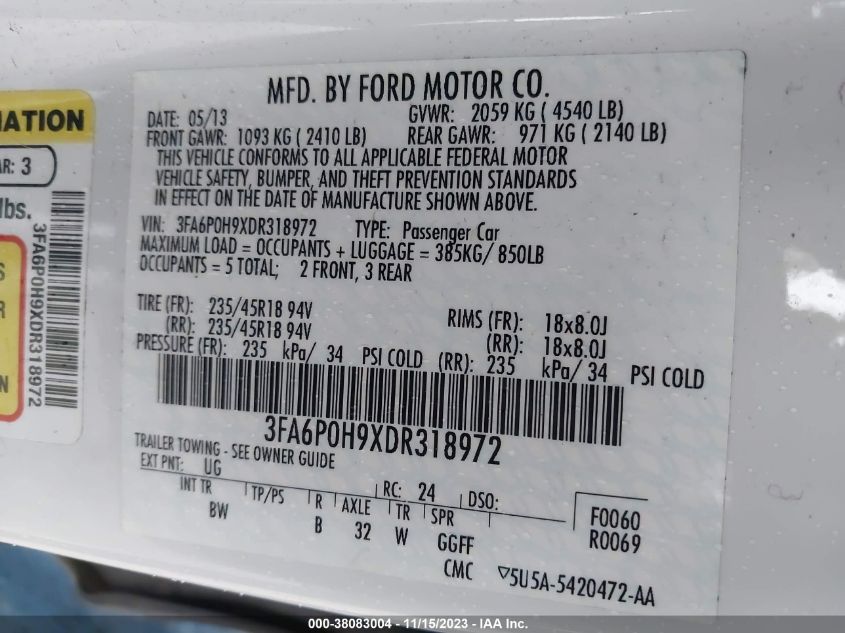 MFD. BY FORD MOTOR CO.
DATE: 05/13 GVWR: 2059 KG ( 4540 LB)
FRONT GAWR: 1093 KG ( 2410 LB) REAR GAWR: 971 KG ( 2140 LB)
THIS VEHICLE CONFORMS TO ALL APPLICABLE FEDERAL MOTOR
VEHICLE SAFETY, BUMPER, AND THEFT PREVENTION STANDARDS
IN EFFECT ON THE DATE OF MANUFACTURE SHOWN ABOVE.
VIN: 3FA6P0H9XDR318972 TYPE: Passenger Car
MAXIMUM LOAD = OCCUPANTS + LUGGAGE = 385KG/ 850LB
OCCUPANTS = 5 TOTAL; 2 FRONT, 3 REAR
TIRE (FR): 235/45R18 94V RIMS (FR): 18x8.0J
(RR): 235/45R18 94V (RR): 18x8.0J
PRESSURE (FR): 235 kPa/ 34 PSI COLD (RR): 235 kPa/ 34 PSI COLD
3FA6P0H9XDR318972
TRAILER TOWING - SEE OWNER GUIDE
EXT PNT: UG RC: 24 DSO:
INT TR TP/PS R AXLE TR SPR
BW B 32 W GGFF
F0060
R0069
CMC ▽5U5A-5420472-AA
AR: 3
lbs.
3FA6P0H9XDR318972
000-38083004 - 11/15/2023 - IAA Inc.